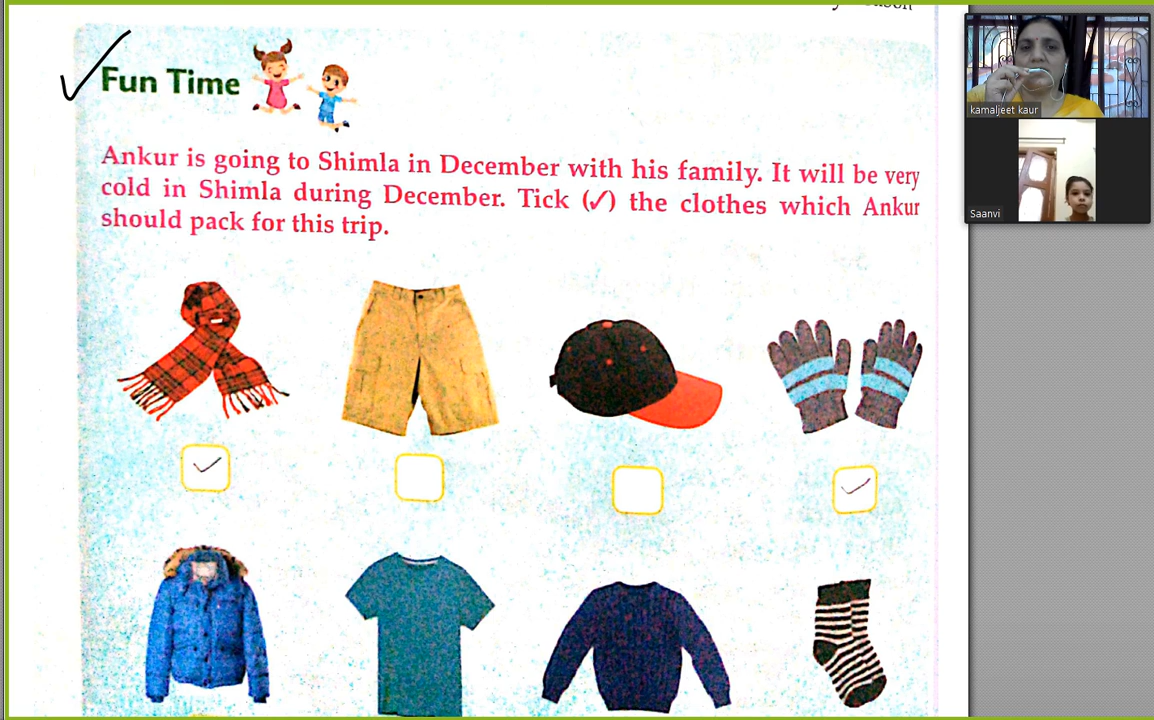 Fun Time
Ankur is going to Shimla in December with his family. It will be very
cold in Shimla during December. Tick (✓) the clothes which Ankur
should pack for this trip.
kamaljeet kaur
Saanvi